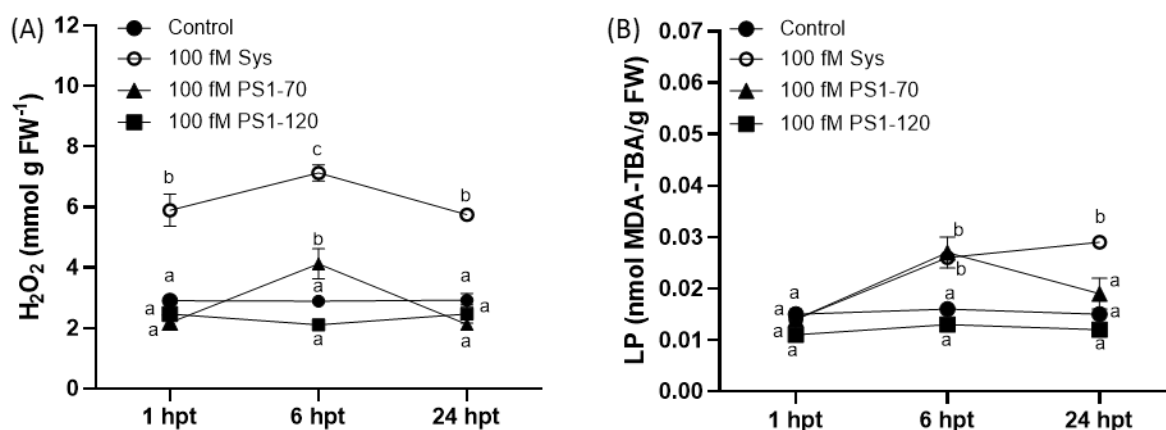 (A)
Control
100 fM Sys
100 fM PS1-70
100 fM PS1-120
H₂O₂ (mmol g FW⁻¹)
12
10
8
6
4
2
0
b
c
b
a
b
a
a
a
a
a
a
a
1 hpt
6 hpt
24 hpt
(B)
Control
100 fM Sys
100 fM PS1-70
100 fM PS1-120
LP (nmol MDA-TBA/g FW)
0.07
0.06
0.05
0.04
0.03
0.02
0.01
0.00
a
a
a
a
b
b
a
a
b
a
a
a
1 hpt
6 hpt
24 hpt